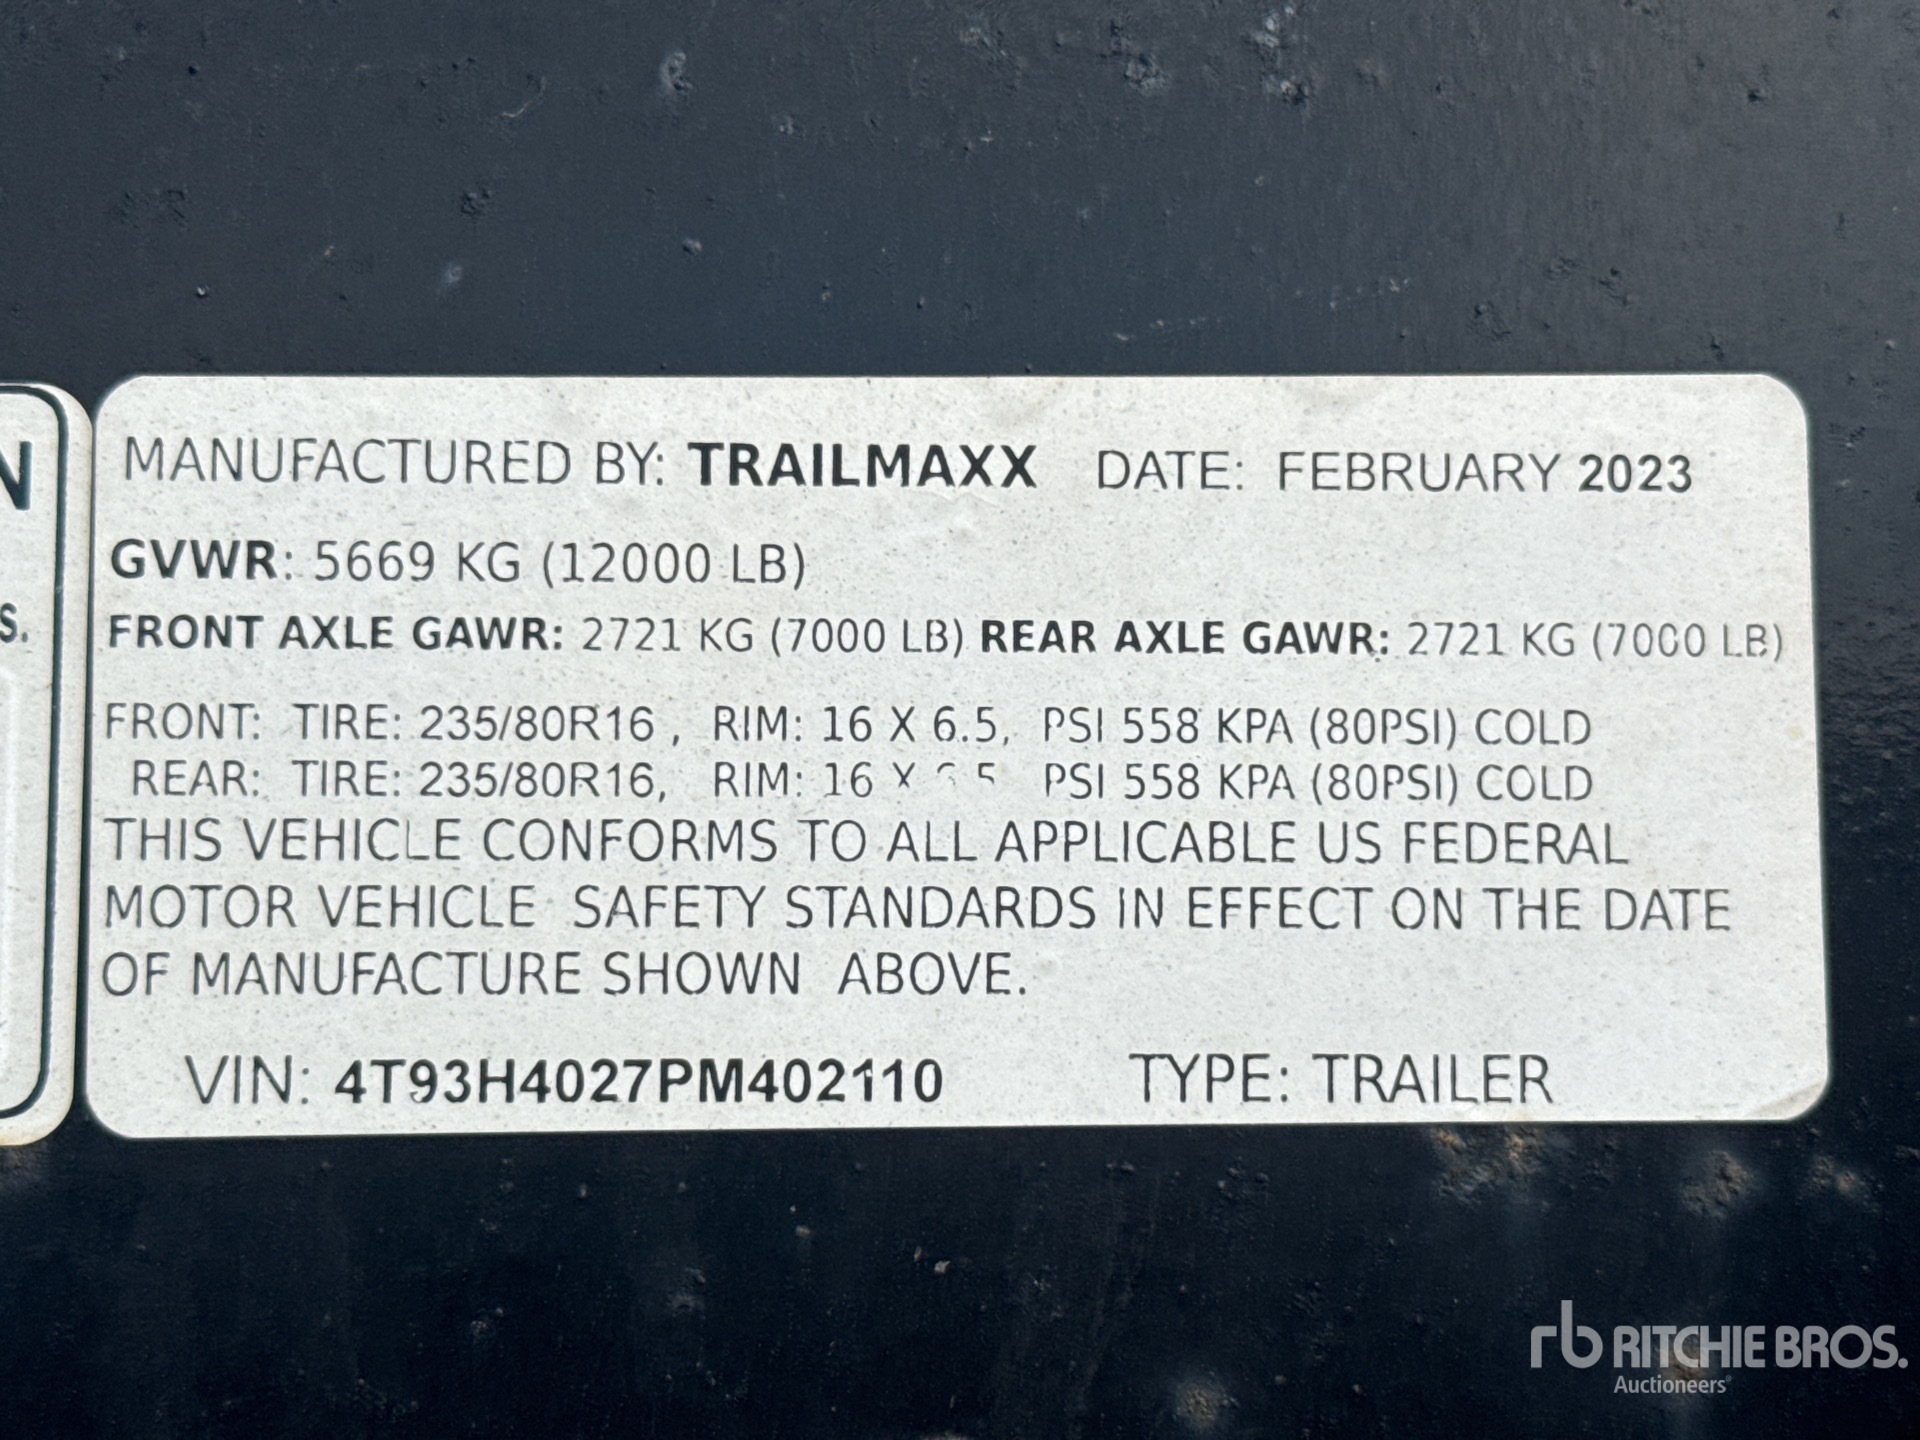 N
S.
MANUFACTURED BY: TRAILMAXX DATE: FEBRUARY 2023
GVWR: 5669 KG (12000 LB)
FRONT AXLE GAWR: 2721 KG (7000 LB) REAR AXLE GAWR: 2721 KG (7000 LB)
FRONT: TIRE: 235/80R16 , RIM: 16 X 6.5, PSI 558 KPA (80PSI) COLD
REAR: TIRE: 235/80R16, RIM: 16 X 6.5 PSI 558 KPA (80PSI) COLD
THIS VEHICLE CONFORMS TO ALL APPLICABLE US FEDERAL
MOTOR VEHICLE SAFETY STANDARDS IN EFFECT ON THE DATE
OF MANUFACTURE SHOWN ABOVE.
VIN: 4T93H4027PM402110 TYPE: TRAILER
rb RITCHIE BROS.
Auctioneers